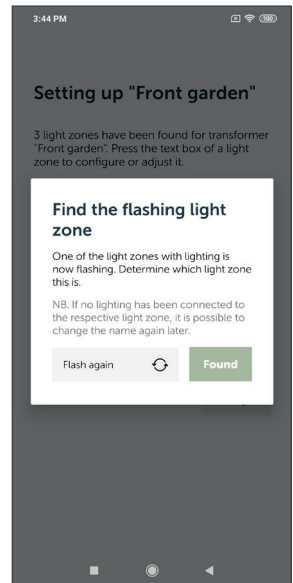 3:44 PM
100
Setting up "Front garden"
3 light zones have been found for transformer
"Front garden". Press the text box of a light
zone to configure or adjust it.
Find the flashing light
zone
One of the light zones with lighting is
now flashing. Determine which light zone
this is.
NB. If no lighting has been connected to
the respective light zone, it is possible to
change the name again later.
Flash again
Found